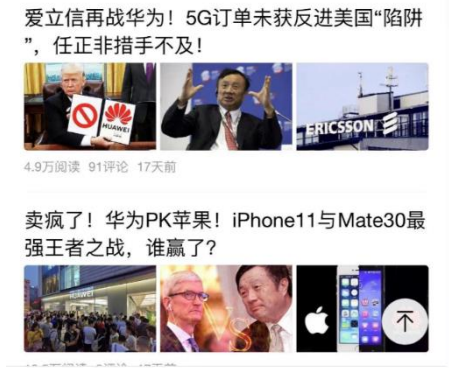 爱立信再战华为！5G订单未获反进美国“陷阱
”，任正非措手不及！
HUAWEI
ERICSSON
4.9万阅读 91评论 17天前
卖疯了！华为PK苹果！iPhone11与Mate30最
强王者之战，谁赢了？
HUAWEI
VS
不